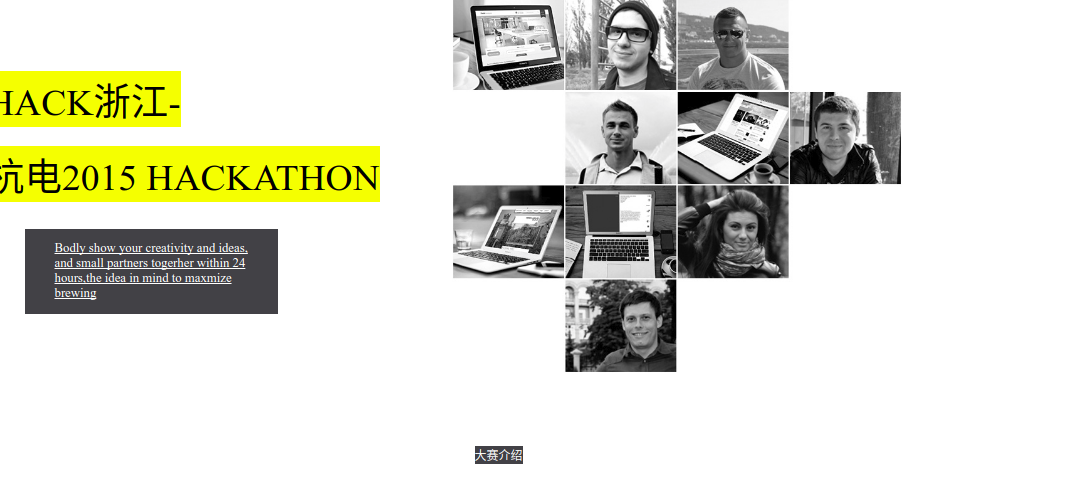 HACK浙江-
杭电2015 HACKATHON
Bodly show your creativity and ideas,
and small partners togerher within 24
hours,the idea in mind to maxmize
brewing
大赛介绍